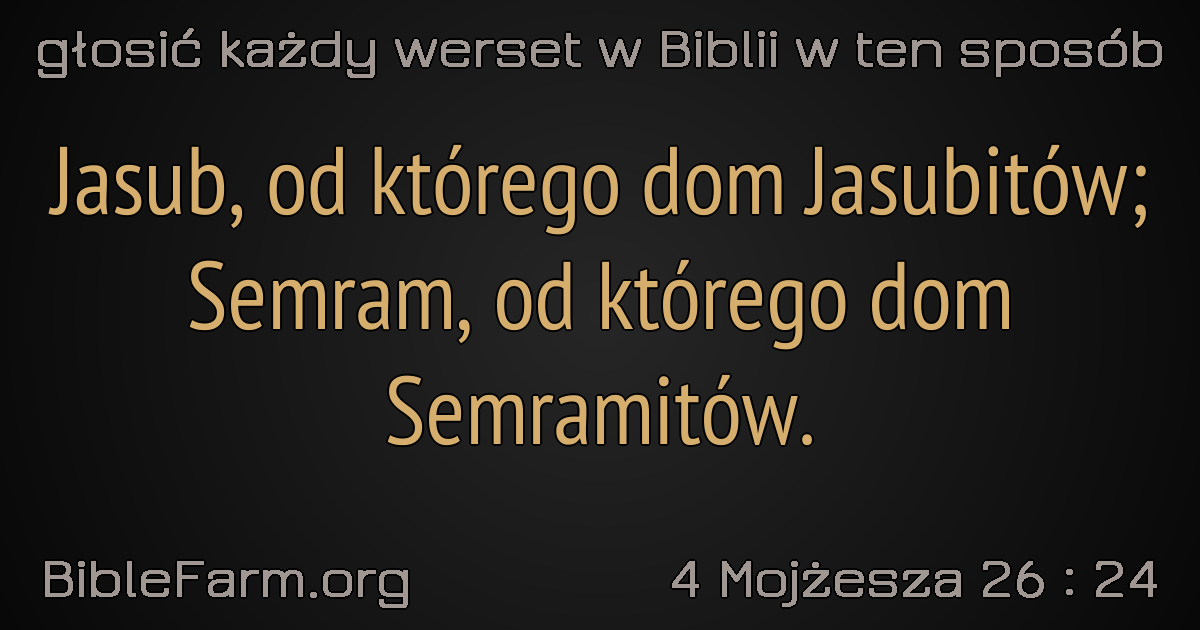 głosić każdy werset w Biblii w ten sposób
Jasub, od którego dom Jasubitów;
Semram, od którego dom
Semramitów.
BibleFarm.org
4 Mojżesza 26 : 24